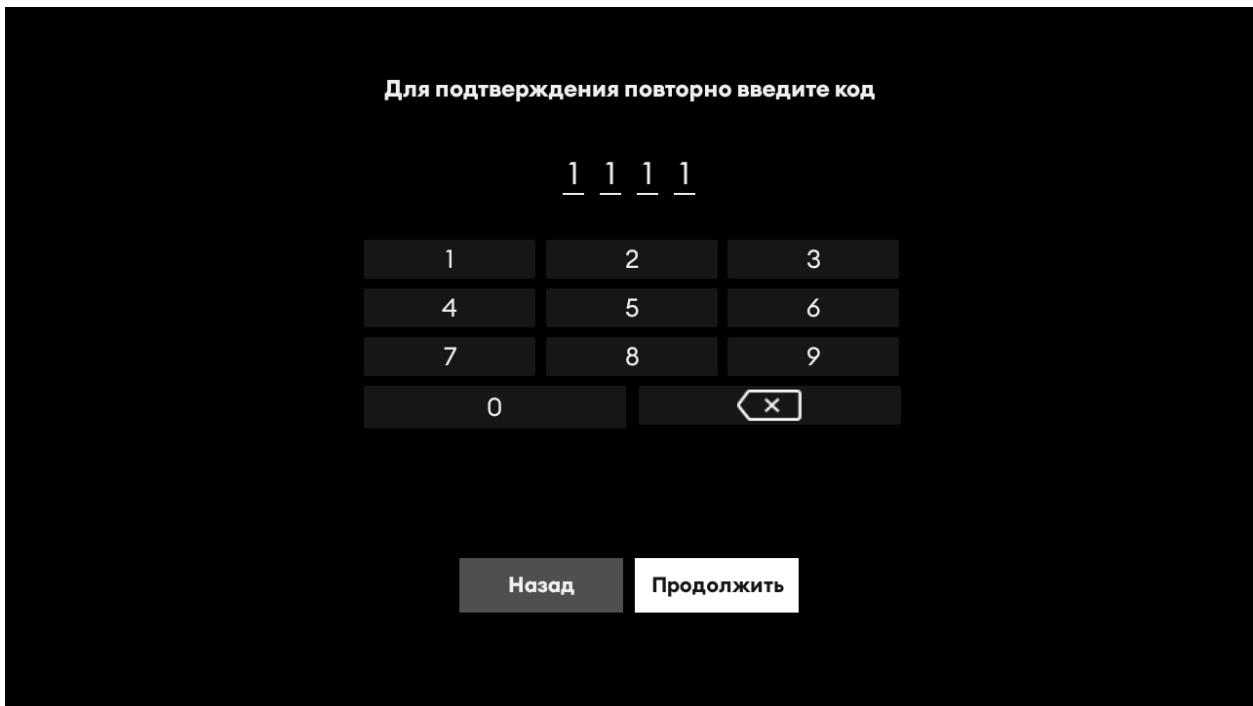 Для подтверждения повторно введите код
1 1 1 1
1 2 3
4 5 6
7 8 9
0
Назад Продолжить